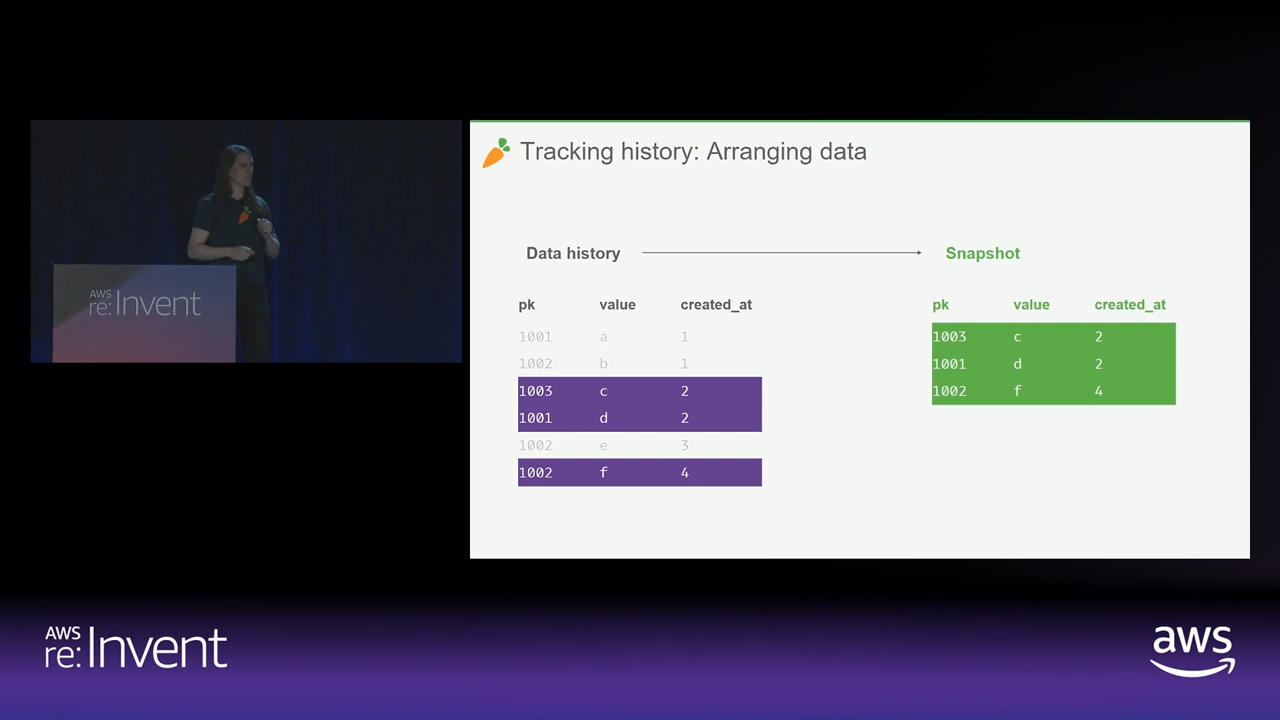 AWS
re:Invent
Tracking history: Arranging data
Data history
Snapshot
pk value created_at
1001 a 1
1002 b 1
1003 c 2
1001 d 2
1002 e 3
1002 f 4
pk value created_at
1003 c 2
1001 d 2
1002 f 4
AWS
re:Invent
aws